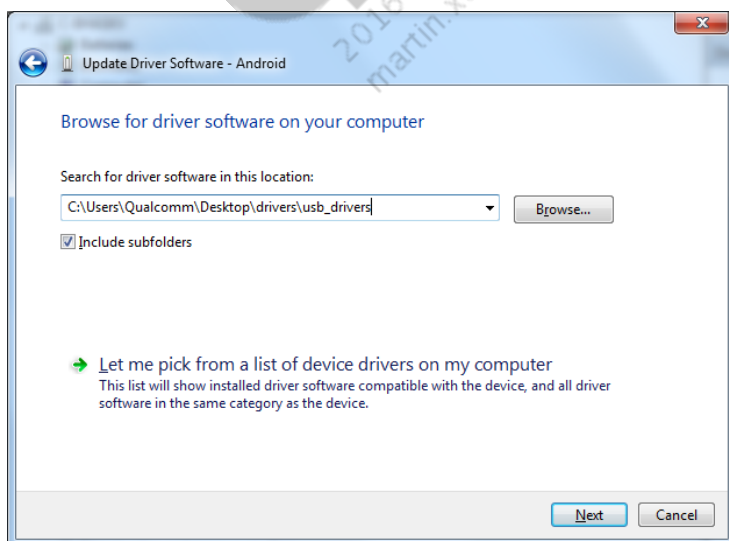 2016
martin.x
Update Driver Software - Android
Browse for driver software on your computer
Search for driver software in this location:
C:\Users\Qualcomm\Desktop\drivers\usb_drivers
Browse...
Include subfolders
Let me pick from a list of device drivers on my computer
This list will show installed driver software compatible with the device, and all driver
software in the same category as the device.
Next
Cancel